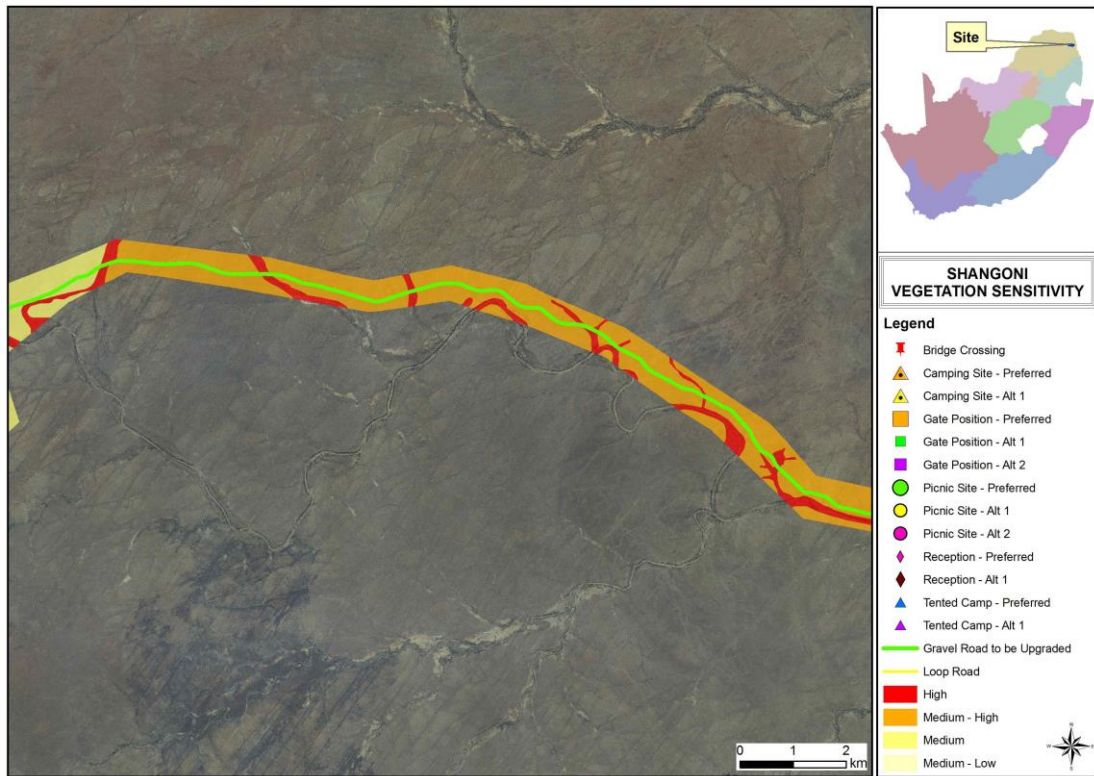 Site
SHANGONI
VEGETATION SENSITIVITY
Legend
Bridge Crossing
Camping Site - Preferred
Camping Site - Alt 1
Gate Position - Preferred
Gate Position - Alt 1
Gate Position - Alt 2
Picnic Site - Preferred
Picnic Site - Alt 1
Picnic Site - Alt 2
Reception - Preferred
Reception - Alt 1
Tented Camp - Preferred
Tented Camp - Alt 1
Gravel Road to be Upgraded
Loop Road
High
Medium - High
Medium
Medium - Low
0 1 2
km
N
W E
S